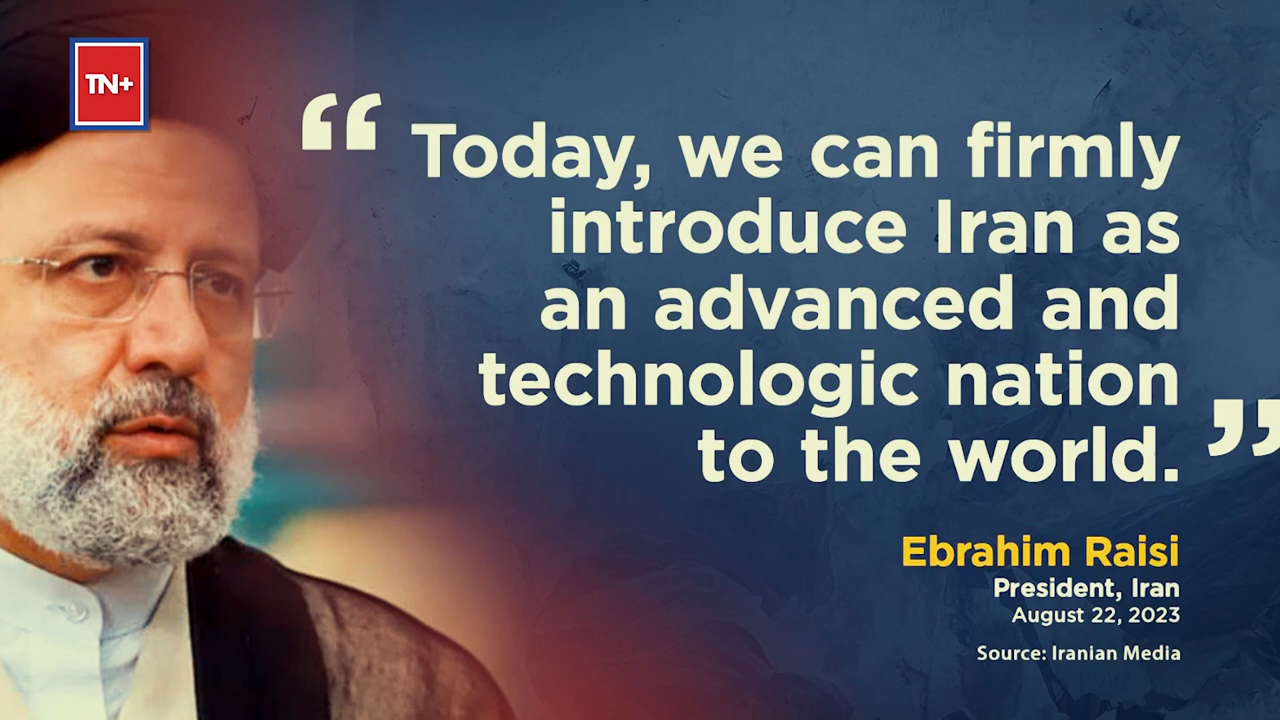 TN+
“Today, we can firmly
introduce Iran as
an advanced and
technologic nation
to the world.”
Ebrahim Raisi
President, Iran
August 22, 2023
Source: Iranian Media